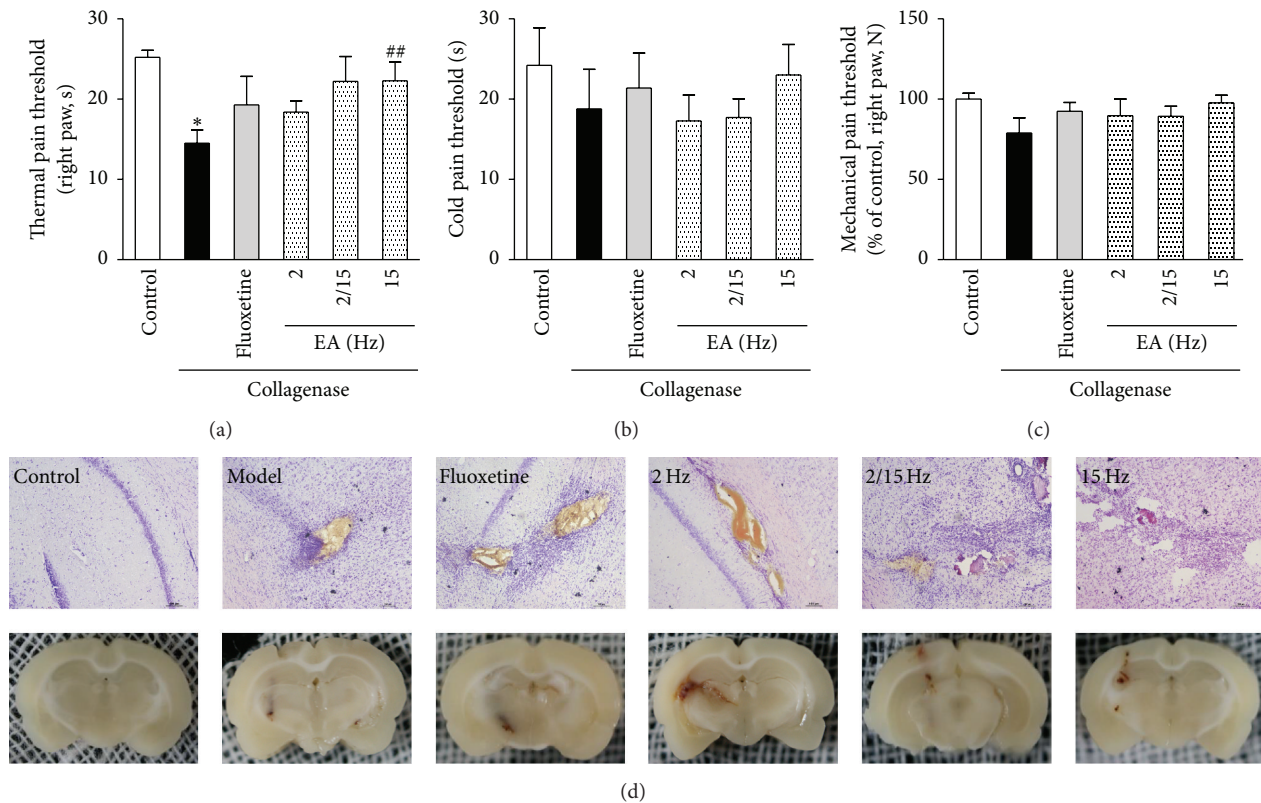 Thermal pain threshold
(right paw, s)
30
20
10
0
*
##
Control
Fluoxetine
2
2/15
15
EA (Hz)
Collagenase
(a)
Cold pain threshold (s)
30
20
10
0
Control
Fluoxetine
2
2/15
15
EA (Hz)
Collagenase
(b)
Mechanical pain threshold
(% of control, right paw, N)
150
100
50
0
Control
Fluoxetine
2
2/15
15
EA (Hz)
Collagenase
(c)
Control
Model
Fluoxetine
2 Hz
2/15 Hz
15 Hz
(d)